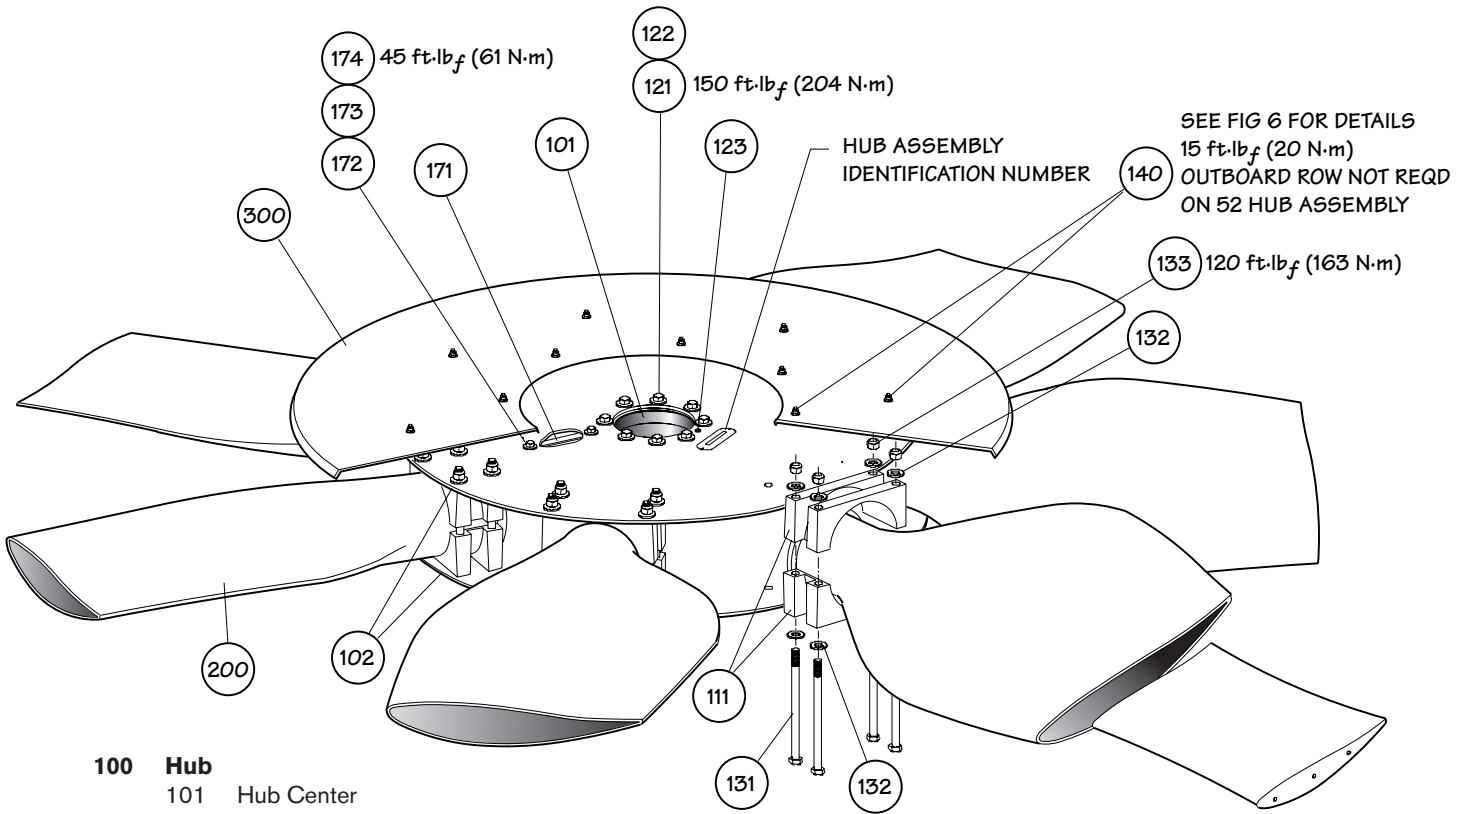 122
174 45 ft·lbf (61 N·m)
121 150 ft·lbf (204 N·m)
173
SEE FIG 6 FOR DETAILS
15 ft·lbf (20 N·m)
OUTBOARD ROW NOT REQD
ON 52 HUB ASSEMBLY
172
171
101
123
HUB ASSEMBLY
IDENTIFICATION NUMBER
140
300
133 120 ft·lbf (163 N·m)
132
200
102
111
131
132
100 Hub
101 Hub Center